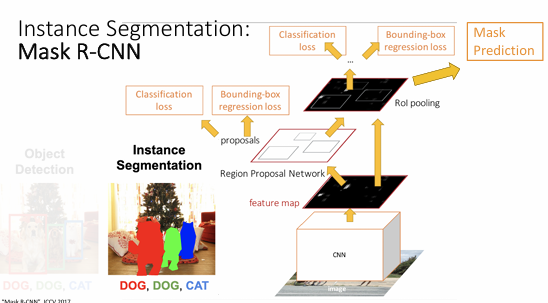 Instance Segmentation:
Mask R-CNN
Classification
loss
Bounding-box
regression loss
Mask
Prediction
...
RoI pooling
Classification
loss
Bounding-box
regression loss
proposals
Object
Detection
Instance
Segmentation
Region Proposal Network
feature map
CNN
image
DOG, DOG, CAT
DOG, DOG, CAT
"Mask R-CNN", ICCV 2017